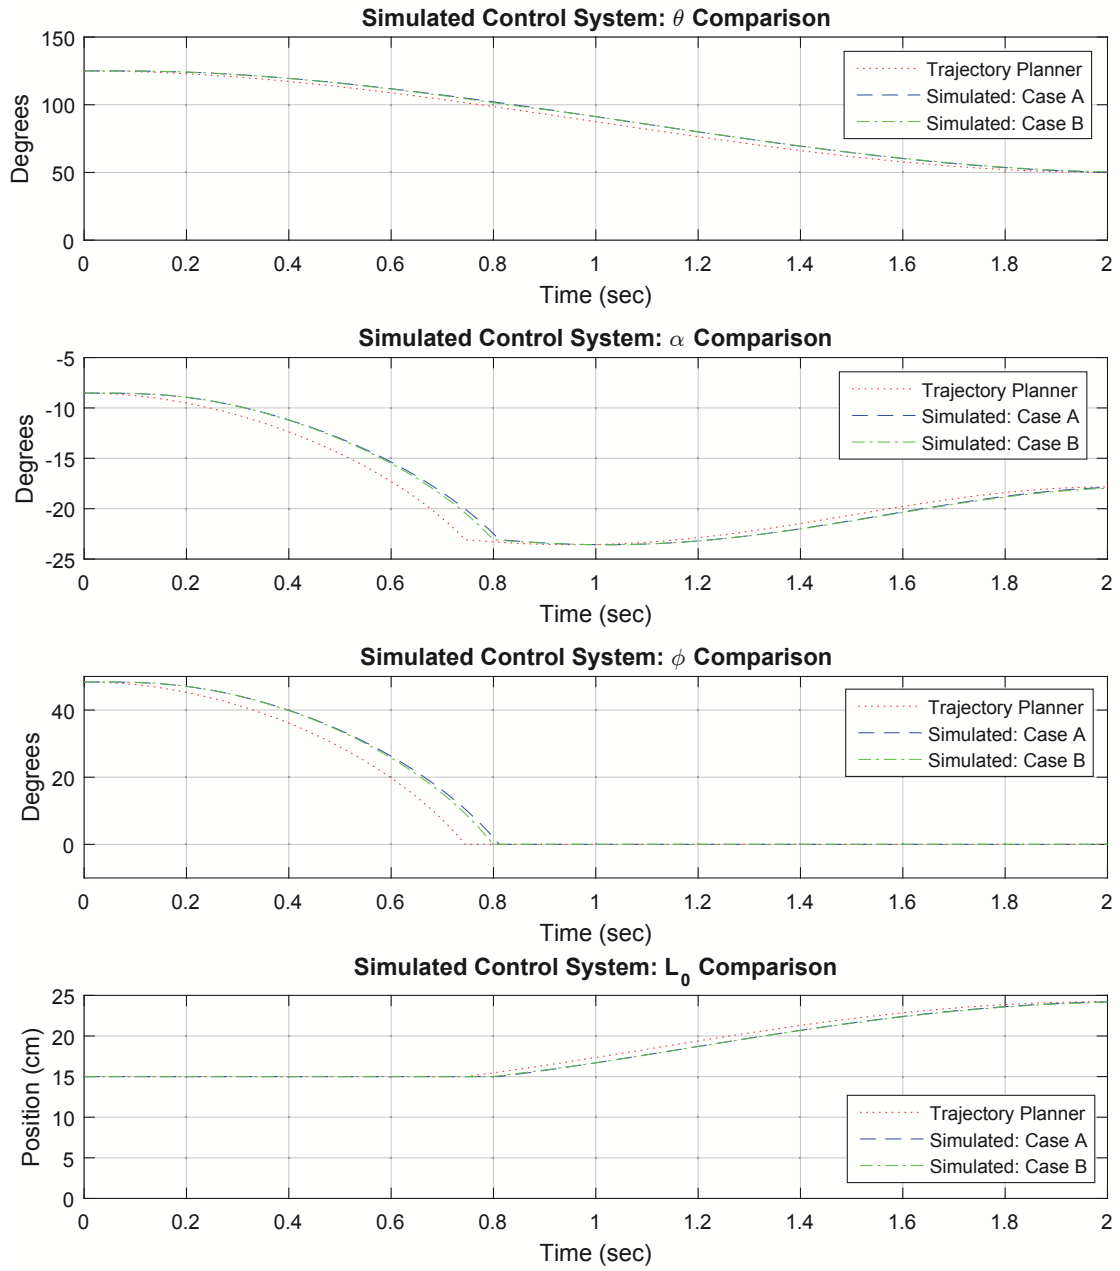 Simulated Control System: θ Comparison
150
100
50
0
Degrees
0 0.2 0.4 0.6 0.8 1 1.2 1.4 1.6 1.8 2
Time (sec)
Trajectory Planner
Simulated: Case A
Simulated: Case B
Simulated Control System: α Comparison
-5
-10
-15
-20
-25
Degrees
0 0.2 0.4 0.6 0.8 1 1.2 1.4 1.6 1.8 2
Time (sec)
Trajectory Planner
Simulated: Case A
Simulated: Case B
Simulated Control System: ϕ Comparison
40
20
0
Degrees
0 0.2 0.4 0.6 0.8 1 1.2 1.4 1.6 1.8 2
Time (sec)
Trajectory Planner
Simulated: Case A
Simulated: Case B
Simulated Control System: L0 Comparison
25
20
15
10
5
0
Position (cm)
0 0.2 0.4 0.6 0.8 1 1.2 1.4 1.6 1.8 2
Time (sec)
Trajectory Planner
Simulated: Case A
Simulated: Case B